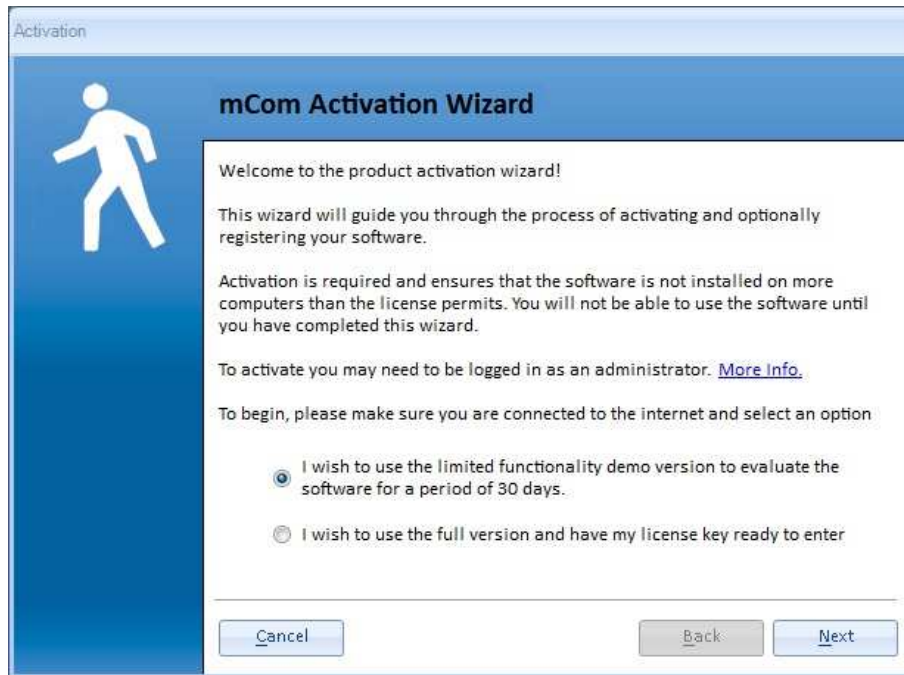 Activation
mCom Activation Wizard
Welcome to the product activation wizard!
This wizard will guide you through the process of activating and optionally
registering your software.
Activation is required and ensures that the software is not installed on more
computers than the license permits. You will not be able to use the software until
you have completed this wizard.
To activate you may need to be logged in as an administrator. More Info.
To begin, please make sure you are connected to the internet and select an option
I wish to use the limited functionality demo version to evaluate the
software for a period of 30 days.
I wish to use the full version and have my license key ready to enter
Cancel Back Next